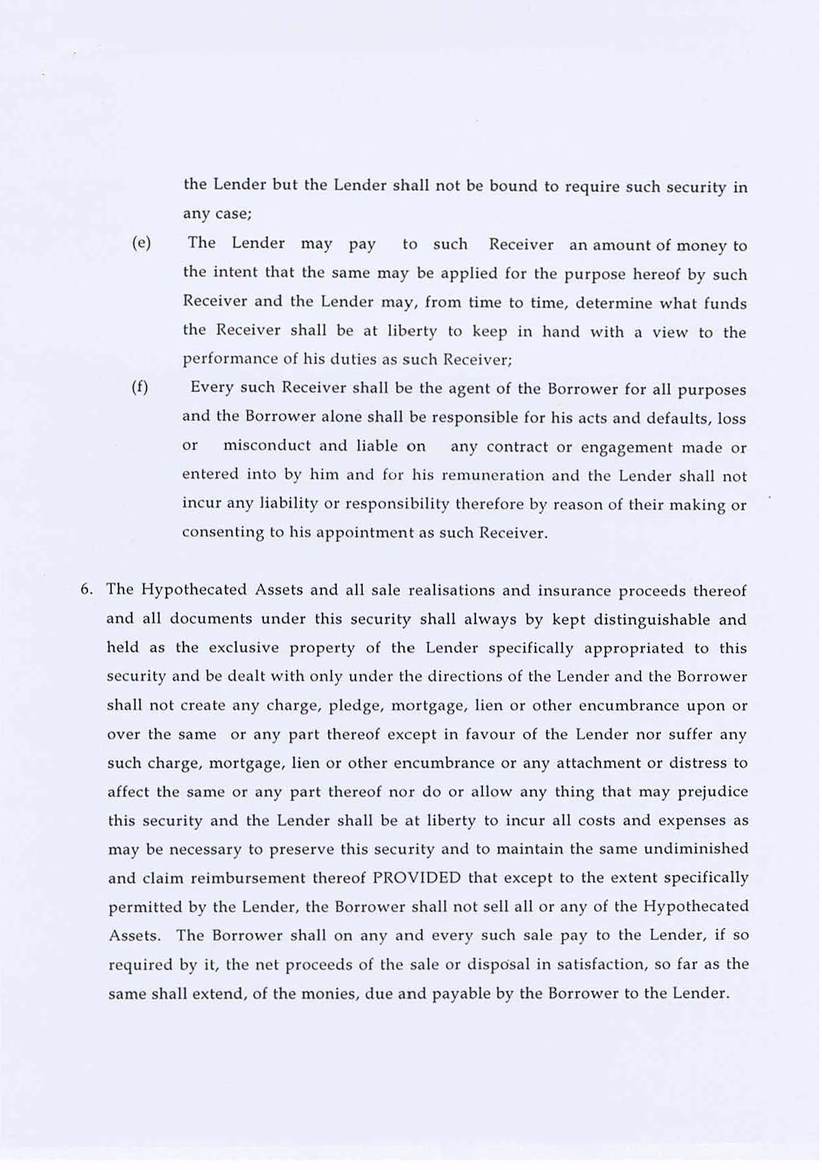 the Lender but the Lender shall not be bound to require such security in
any case;
(e) The Lender may pay to such Receiver an amount of money to
the intent that the same may be applied for the purpose hereof by such
Receiver and the Lender may, from time to time, determine what funds
the Receiver shall be at liberty to keep in hand with a view to the
performance of his duties as such Receiver;
(f) Every such Receiver shall be the agent of the Borrower for all purposes
and the Borrower alone shall be responsible for his acts and defaults, loss
or misconduct and liable on any contract or engagement made or
entered into by him and for his remuneration and the Lender shall not
incur any liability or responsibility therefore by reason of their making or
consenting to his appointment as such Receiver.
6. The Hypothecated Assets and all sale realisations and insurance proceeds thereof
and all documents under this security shall always by kept distinguishable and
held as the exclusive property of the Lender specifically appropriated to this
security and be dealt with only under the directions of the Lender and the Borrower
shall not create any charge, pledge, mortgage, lien or other encumbrance upon or
over the same or any part thereof except in favour of the Lender nor suffer any
such charge, mortgage, lien or other encumbrance or any attachment or distress to
affect the same or any part thereof nor do or allow any thing that may prejudice
this security and the Lender shall be at liberty to incur all costs and expenses as
may be necessary to preserve this security and to maintain the same undiminished
and claim reimbursement thereof PROVIDED that except to the extent specifically
permitted by the Lender, the Borrower shall not sell all or any of the Hypothecated
Assets. The Borrower shall on any and every such sale pay to the Lender, if so
required by it, the net proceeds of the sale or disposal in satisfaction, so far as the
same shall extend, of the monies, due and payable by the Borrower to the Lender.